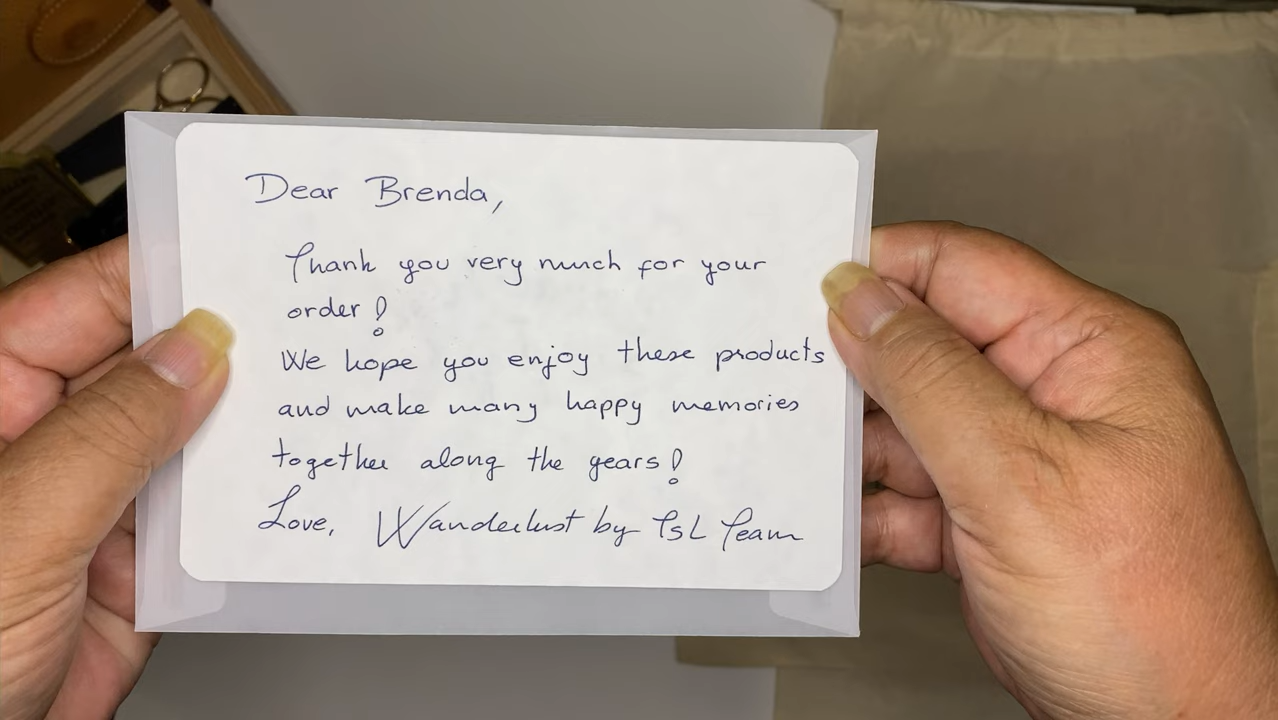 Dear Brenda,
Thank you very much for your
order!
We hope you enjoy these products
and make many happy memories
together along the years!
Love, Wanderlust by TSL Team